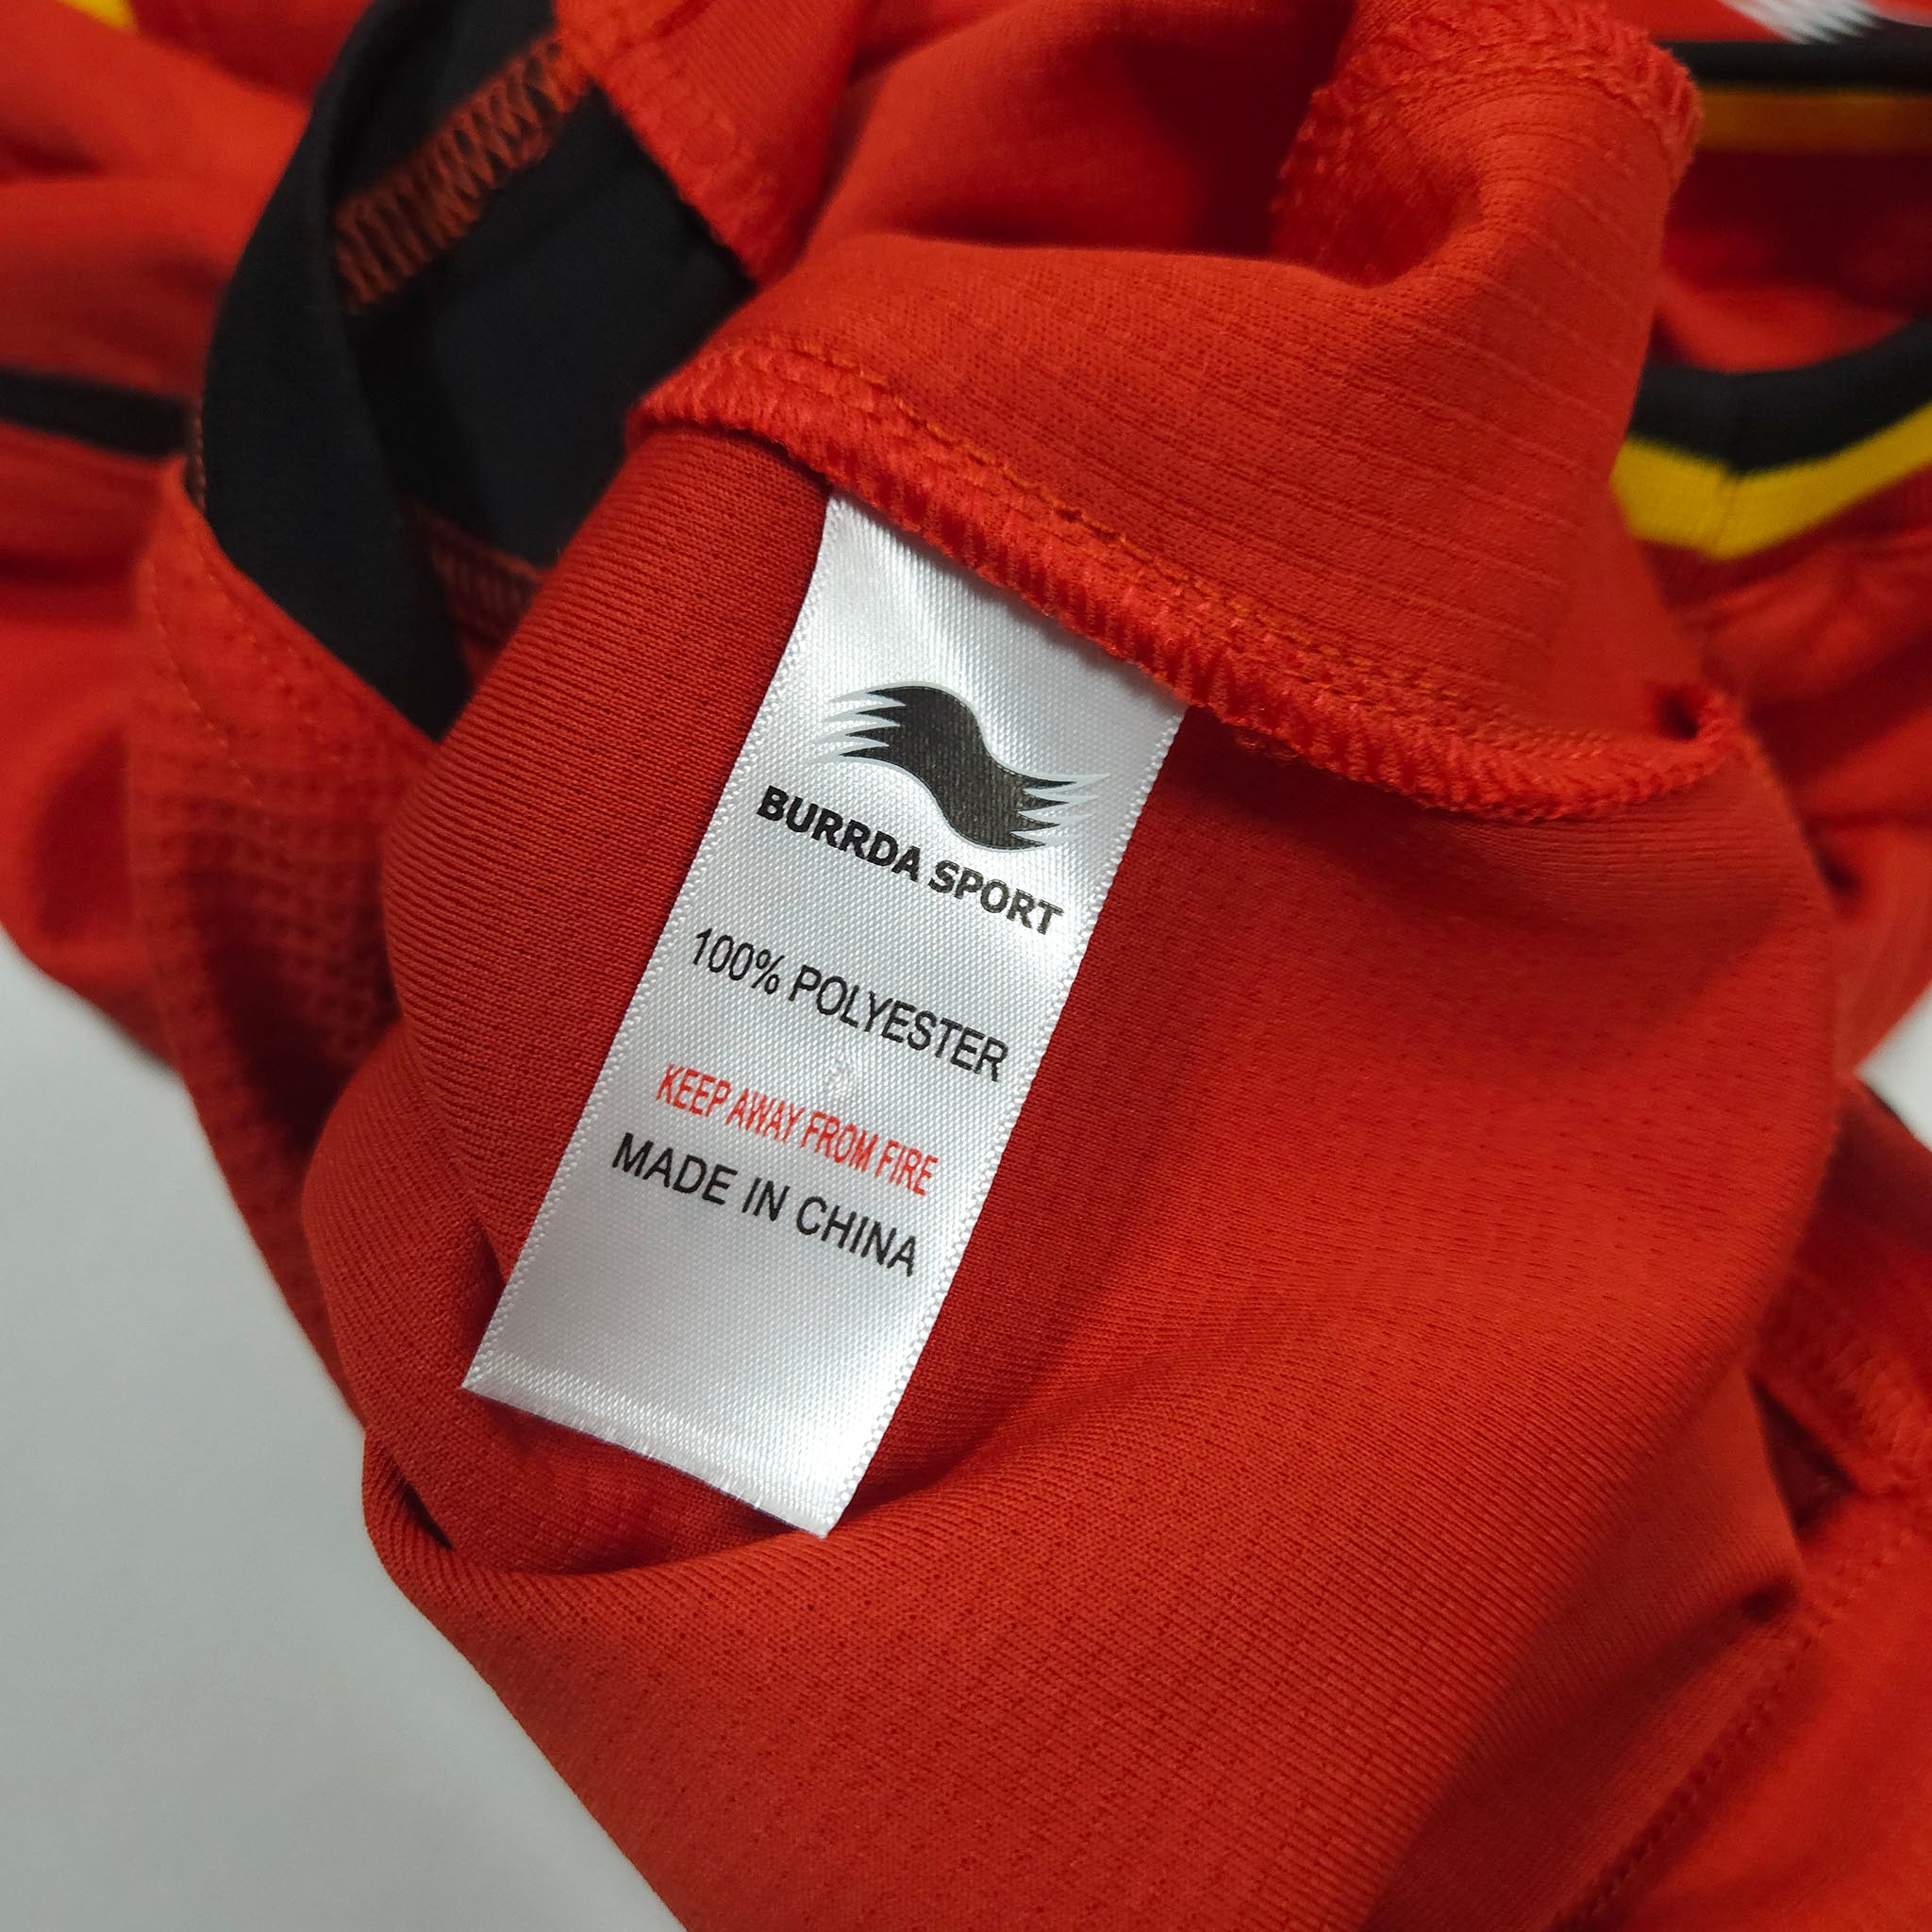 BURRDA SPORT
100% POLYESTER
KEEP AWAY FROM FIRE
MADE IN CHINA